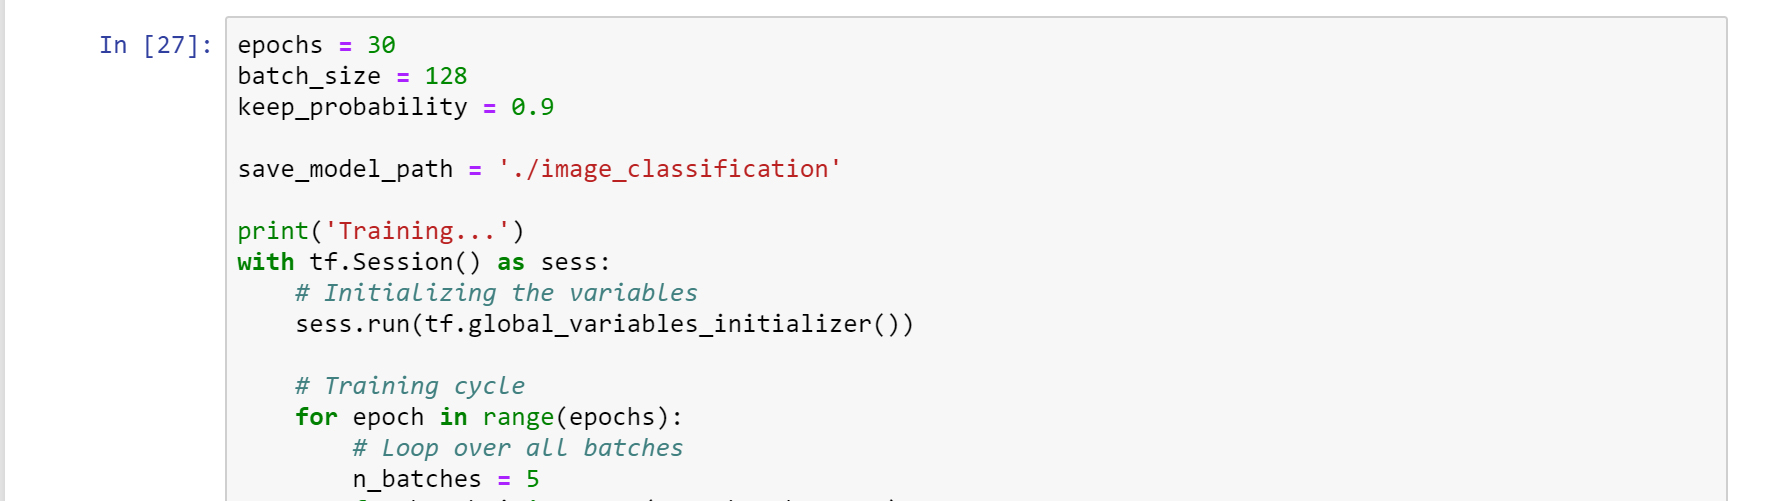 In [27]:
epochs = 30
batch_size = 128
keep_probability = 0.9
save_model_path = './image_classification'
print('Training...')
with tf.Session() as sess:
    # Initializing the variables
    sess.run(tf.global_variables_initializer())
    # Training cycle
    for epoch in range(epochs):
        # Loop over all batches
        n_batches = 5